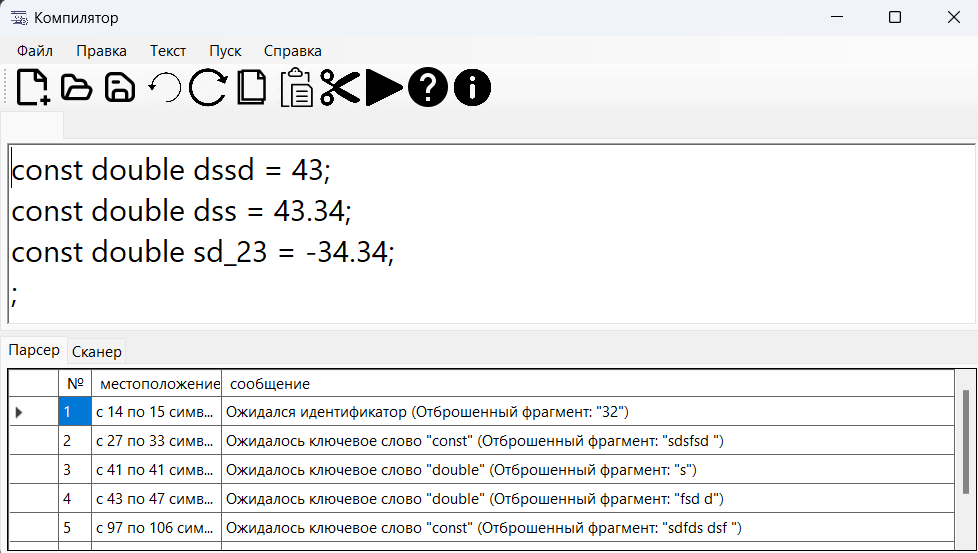 Компилятор
Файл Правка Текст Пуск Справка
const double dssd = 43;
const double dss = 43.34;
const double sd_23 = -34.34;
;
Парсер Сканер
№ местоположение сообщение
1 с 14 по 15 симв... Ожидался идентификатор (Отброшенный фрагмент: "32")
2 с 27 по 33 симв... Ожидалось ключевое слово "const" (Отброшенный фрагмент: "sdsfsd ")
3 с 41 по 41 симв... Ожидалось ключевое слово "double" (Отброшенный фрагмент: "s")
4 с 43 по 47 симв... Ожидалось ключевое слово "double" (Отброшенный фрагмент: "fsd d")
5 с 97 по 106 сим... Ожидалось ключевое слово "const" (Отброшенный фрагмент: "sdfds dsf ")